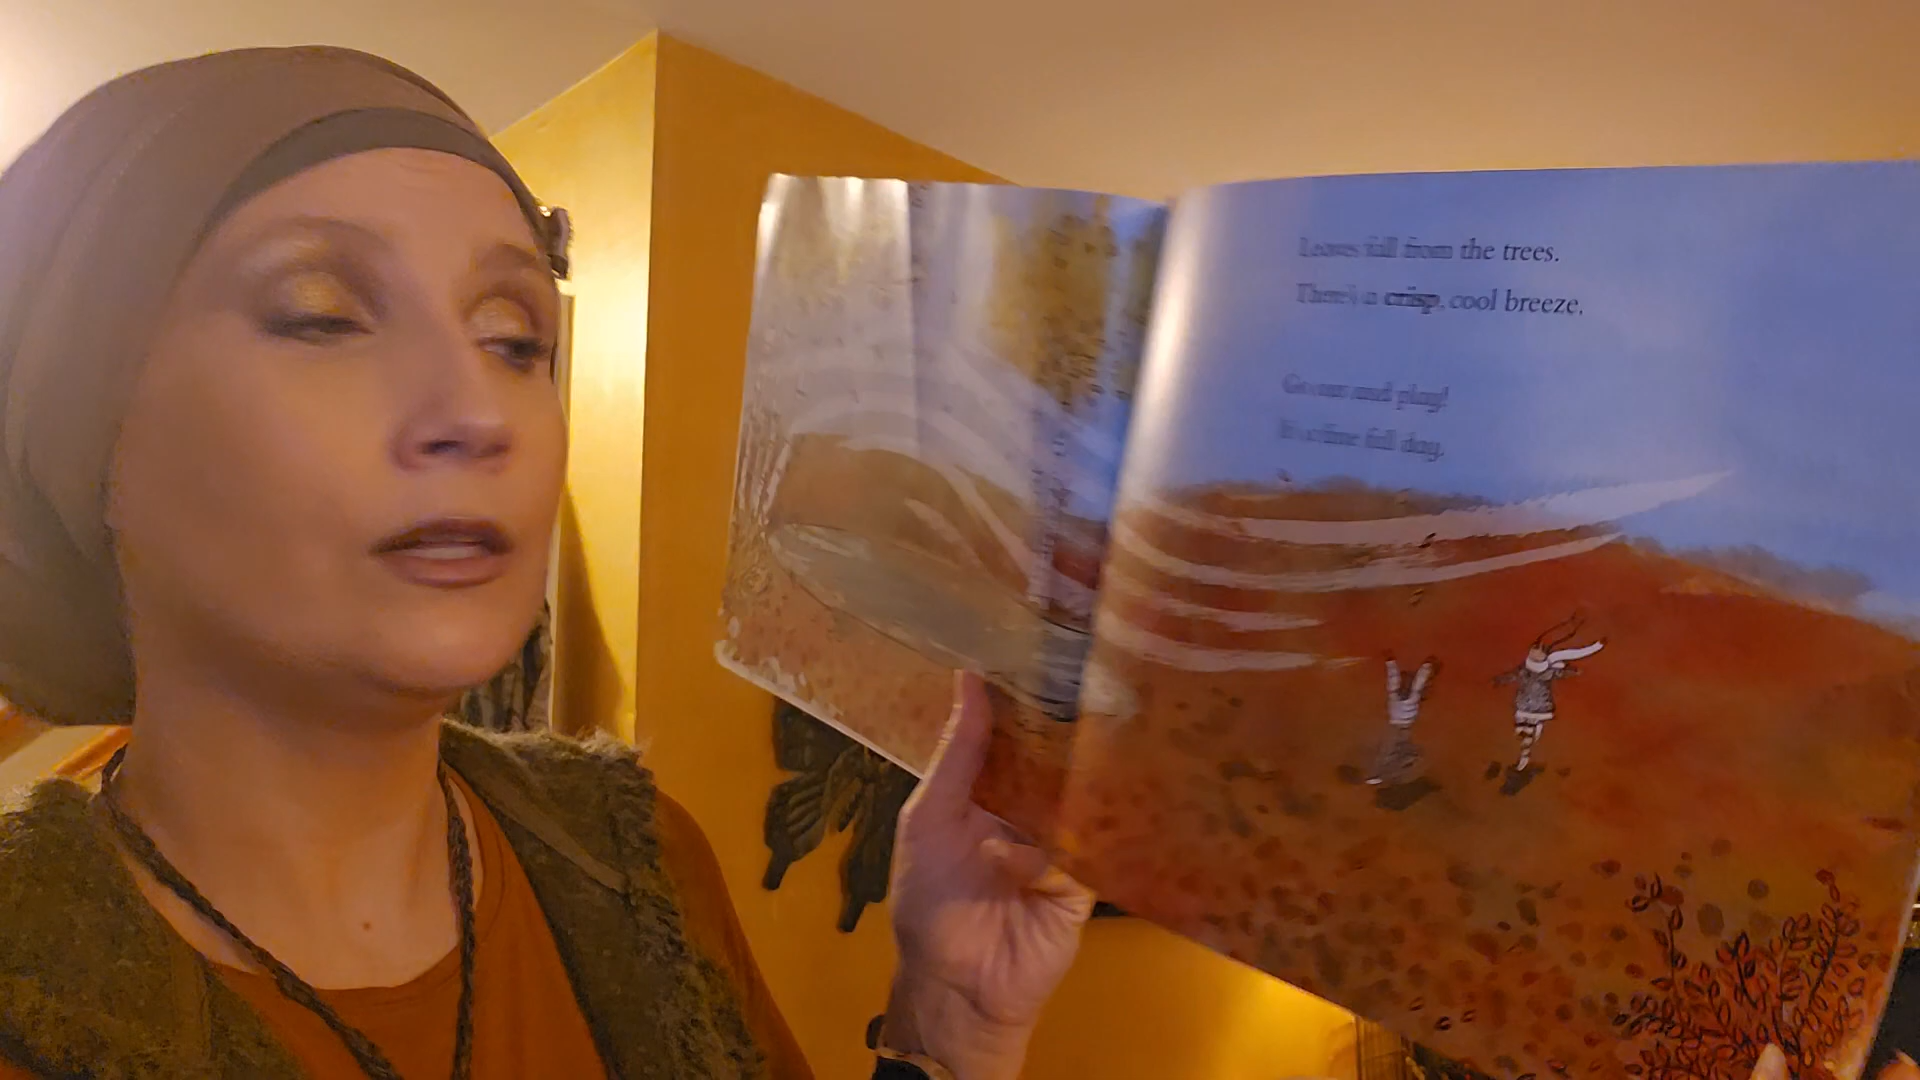 Leaves fall from the trees.
There's a crisp, cool breeze.
Go out and play!
It's a fine fall day.